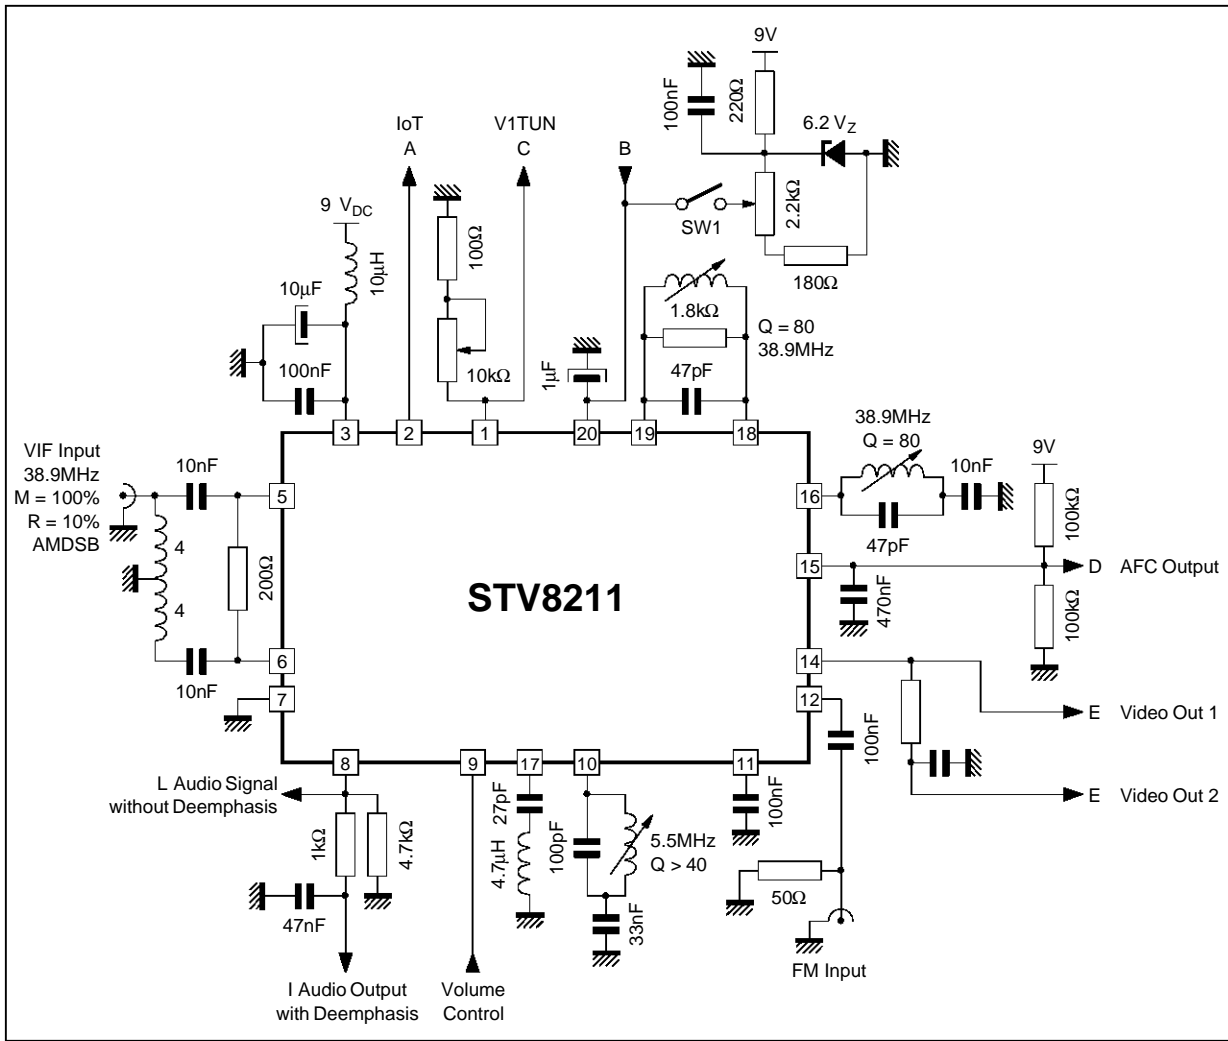 9V
100nF
220Ω
6.2 VZ
IoT
A
V1TUN
C
B
SW1
2.2kΩ
180Ω
9 VDC
10μH
10μF
100nF
100Ω
10kΩ
1μF
1.8kΩ
Q = 80
38.9MHz
47pF
3
2
1
20
19
18
VIF Input
38.9MHz
M = 100%
R = 10%
AMDSB
10nF
4
4
200Ω
10nF
5
6
7
STV8211
16
15
14
12
38.9MHz
Q = 80
10nF
47pF
9V
100kΩ
D AFC Output
470nF
100kΩ
E Video Out 1
E Video Out 2
100nF
8
9
17
10
11
L Audio Signal
without Deemphasis
1kΩ
4.7kΩ
47nF
27pF
4.7μH
100pF
5.5MHz
Q > 40
33nF
100nF
50Ω
FM Input
I Audio Output
with Deemphasis
Volume
Control